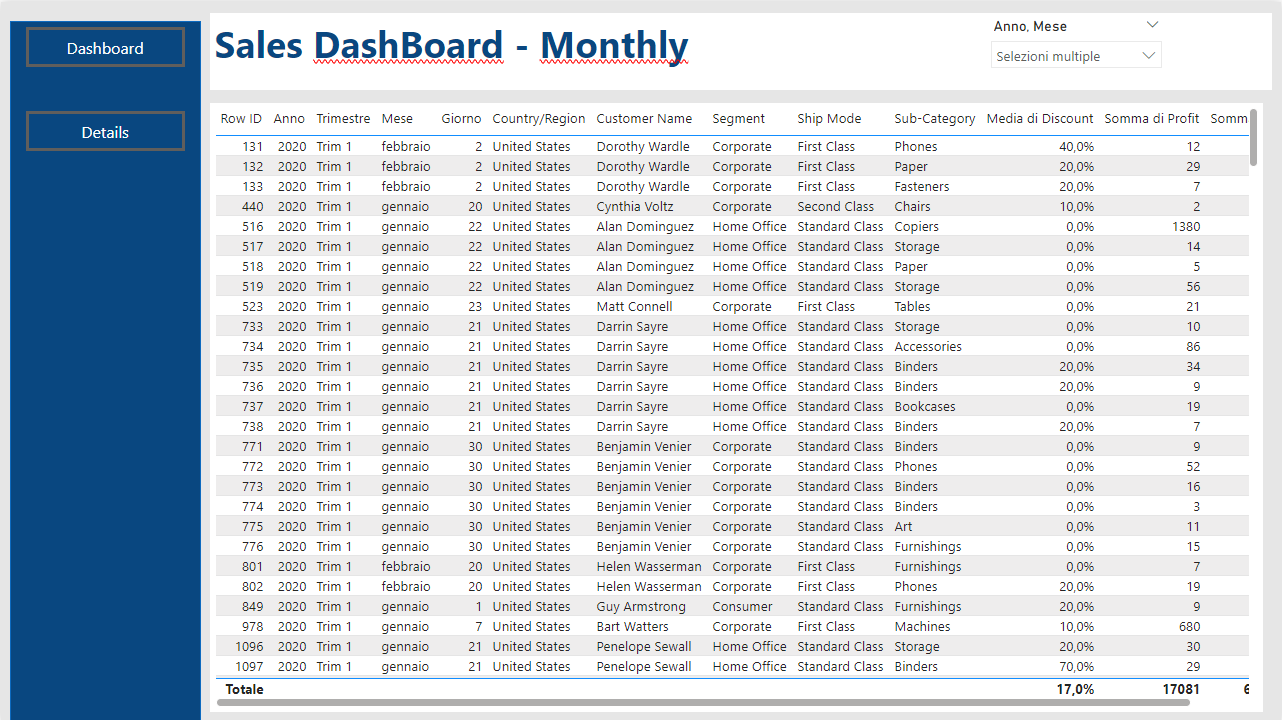 Dashboard
Details
Sales DashBoard - Monthly
Anno, Mese
Selezioni multiple
Row ID Anno Trimestre Mese Giorno Country/Region Customer Name Segment Ship Mode Sub-Category Media di Discount Somma di Profit Somm
131 2020 Trim 1 febbraio 2 United States Dorothy Wardle Corporate First Class Phones 40,0% 12
132 2020 Trim 1 febbraio 2 United States Dorothy Wardle Corporate First Class Paper 20,0% 29
133 2020 Trim 1 febbraio 2 United States Dorothy Wardle Corporate First Class Fasteners 20,0% 7
440 2020 Trim 1 gennaio 20 United States Cynthia Voltz Corporate Second Class Chairs 10,0% 2
516 2020 Trim 1 gennaio 22 United States Alan Dominguez Home Office Standard Class Copiers 0,0% 1380
517 2020 Trim 1 gennaio 22 United States Alan Dominguez Home Office Standard Class Storage 0,0% 14
518 2020 Trim 1 gennaio 22 United States Alan Dominguez Home Office Standard Class Paper 0,0% 5
519 2020 Trim 1 gennaio 22 United States Alan Dominguez Home Office Standard Class Storage 0,0% 56
523 2020 Trim 1 gennaio 23 United States Matt Connell Corporate First Class Tables 0,0% 21
733 2020 Trim 1 gennaio 21 United States Darrin Sayre Home Office Standard Class Storage 0,0% 10
734 2020 Trim 1 gennaio 21 United States Darrin Sayre Home Office Standard Class Accessories 0,0% 86
735 2020 Trim 1 gennaio 21 United States Darrin Sayre Home Office Standard Class Binders 20,0% 34
736 2020 Trim 1 gennaio 21 United States Darrin Sayre Home Office Standard Class Binders 20,0% 9
737 2020 Trim 1 gennaio 21 United States Darrin Sayre Home Office Standard Class Bookcases 0,0% 19
738 2020 Trim 1 gennaio 21 United States Darrin Sayre Home Office Standard Class Binders 20,0% 7
771 2020 Trim 1 gennaio 30 United States Benjamin Venier Corporate Standard Class Binders 0,0% 9
772 2020 Trim 1 gennaio 30 United States Benjamin Venier Corporate Standard Class Phones 0,0% 52
773 2020 Trim 1 gennaio 30 United States Benjamin Venier Corporate Standard Class Binders 0,0% 16
774 2020 Trim 1 gennaio 30 United States Benjamin Venier Corporate Standard Class Binders 0,0% 3
775 2020 Trim 1 gennaio 30 United States Benjamin Venier Corporate Standard Class Art 0,0% 11
776 2020 Trim 1 gennaio 30 United States Benjamin Venier Corporate Standard Class Furnishings 0,0% 15
801 2020 Trim 1 febbraio 20 United States Helen Wasserman Corporate First Class Furnishings 0,0% 7
802 2020 Trim 1 febbraio 20 United States Helen Wasserman Corporate First Class Phones 20,0% 19
849 2020 Trim 1 gennaio 1 United States Guy Armstrong Consumer Standard Class Furnishings 20,0% 9
978 2020 Trim 1 gennaio 7 United States Bart Watters Corporate First Class Machines 10,0% 680
1096 2020 Trim 1 gennaio 21 United States Penelope Sewall Home Office Standard Class Storage 20,0% 30
1097 2020 Trim 1 gennaio 21 United States Penelope Sewall Home Office Standard Class Binders 70,0% 29
Totale 17,0% 17081 6